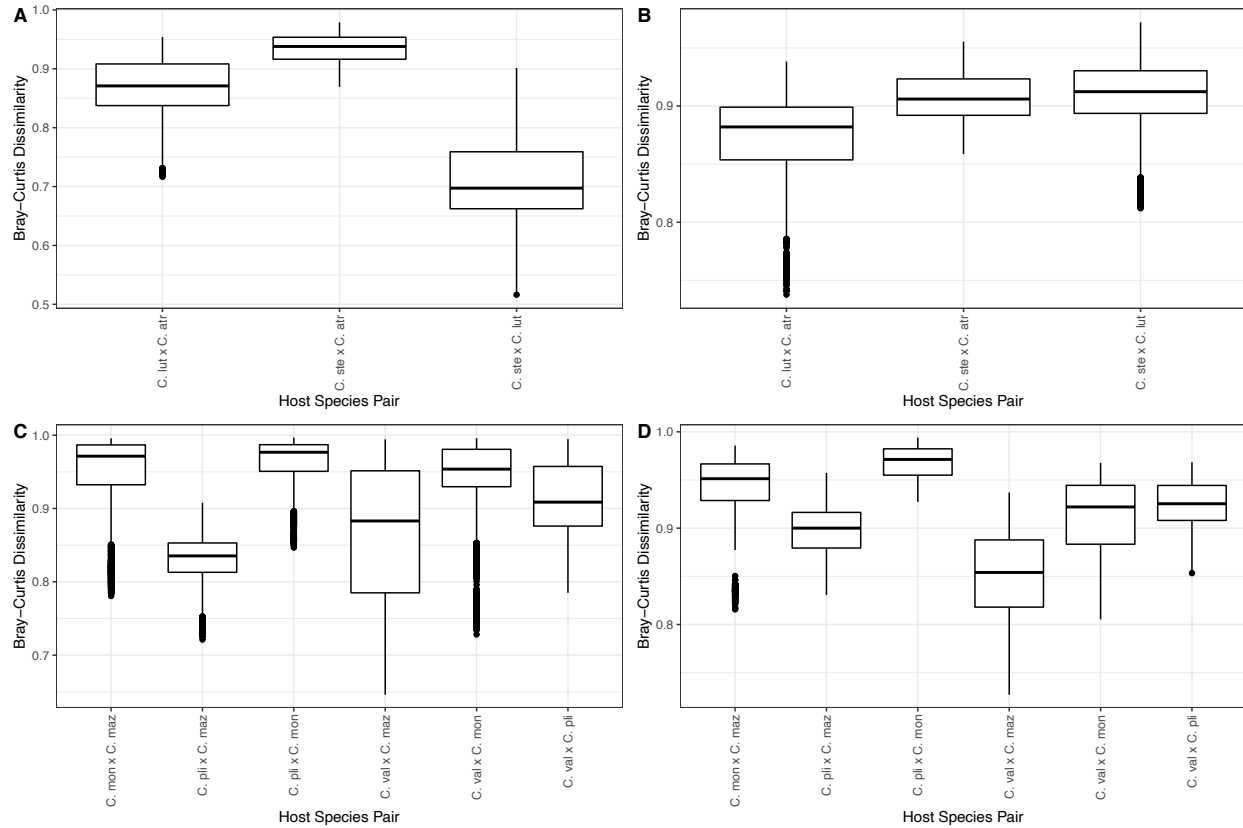 A
Bray−Curtis Dissimilarity
1.0
0.9
0.8
0.7
0.6
0.5
C. lut x C. atr
C. ste x C. atr
C. ste x C. lut
Host Species Pair
B
Bray−Curtis Dissimilarity
0.9
0.8
C. lut x C. atr
C. ste x C. atr
C. ste x C. lut
Host Species Pair
C
Bray−Curtis Dissimilarity
1.0
0.9
0.8
0.7
C. mon x C. maz
C. pli x C. maz
C. pli x C. mon
C. val x C. maz
C. val x C. mon
C. val x C. pli
Host Species Pair
D
Bray−Curtis Dissimilarity
1.0
0.9
0.8
C. mon x C. maz
C. pli x C. maz
C. pli x C. mon
C. val x C. maz
C. val x C. mon
C. val x C. pli
Host Species Pair